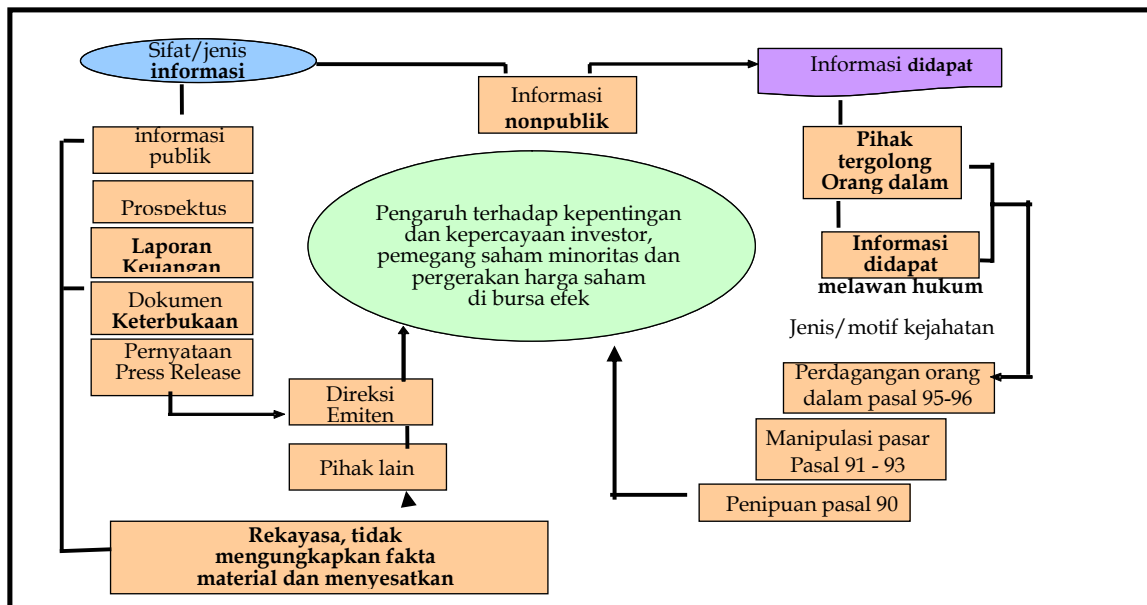 Sifat/jenis
informasi
Informasi
nonpublik
Informasi didapat
informasi
publik
Prospektus
Laporan
Keuangan
Dokumen
Keterbukaan
Pernyataan
Press Release
Pengaruh terhadap kepentingan
dan kepercayaan investor,
pemegang saham minoritas dan
pergerakan harga saham
di bursa efek
Pihak
tergolong
Orang dalam
Informasi
didapat
melawan hukum
Jenis/motif kejahatan
Perdagangan orang
dalam pasal 95-96
Manipulasi pasar
Pasal 91 - 93
Penipuan pasal 90
Direksi
Emiten
Pihak lain
Rekayasa, tidak
mengungkapkan fakta
material dan menyesatkan